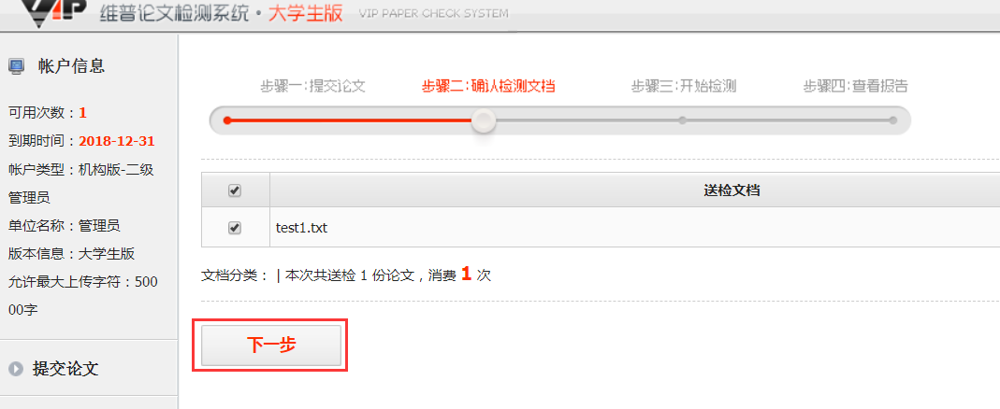 VIP 维普论文检测系统·大学生版 VIP PAPER CHECK SYSTEM
帐户信息
可用次数：1
到期时间：2018-12-31
帐户类型：机构版-二级
管理员
单位名称：管理员
版本信息：大学生版
允许最大上传字符：500
00字
提交论文
步骤一:提交论文 步骤二:确认检测文档 步骤三:开始检测 步骤四:查看报告
送检文档
test1.txt
文档分类： | 本次共送检 1 份论文，消费 1 次
下一步